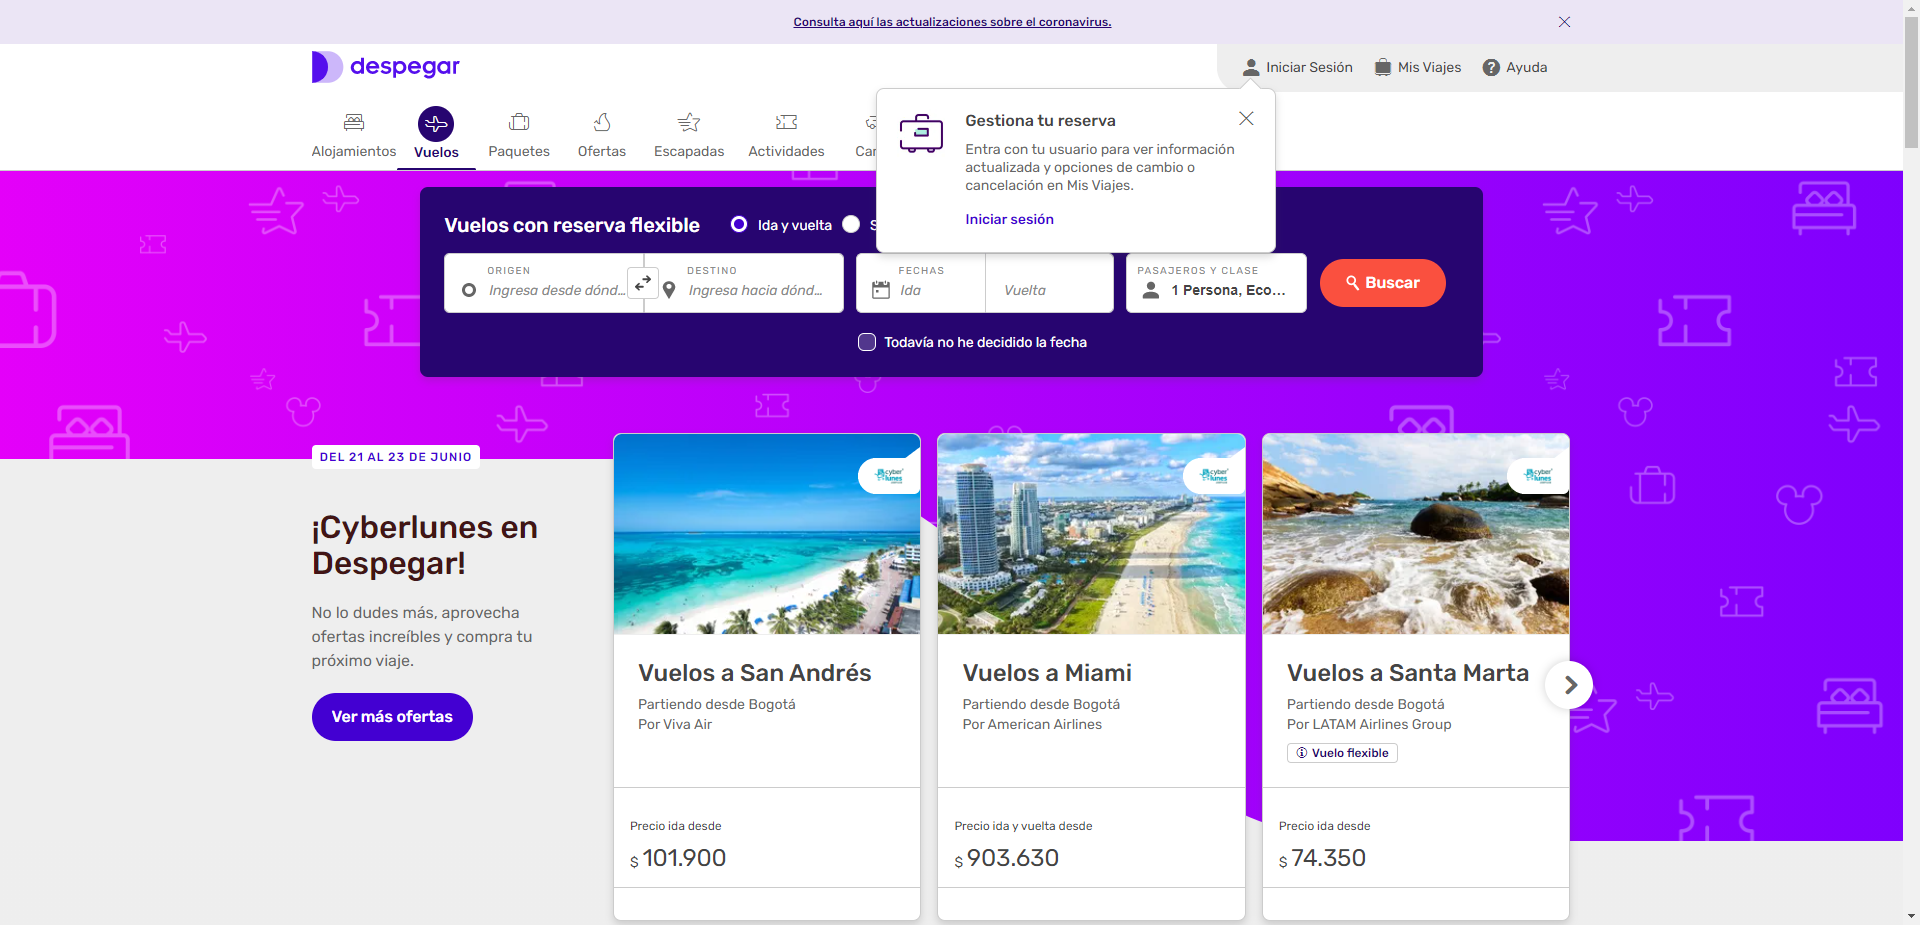 Consulta aquí las actualizaciones sobre el coronavirus.
despegar
Iniciar Sesión
Mis Viajes
Ayuda
Alojamientos
Vuelos
Paquetes
Ofertas
Escapadas
Actividades
Gestiona tu reserva
Entra con tu usuario para ver información
actualizada y opciones de cambio o
cancelación en Mis Viajes.
Iniciar sesión
Vuelos con reserva flexible
Ida y vuelta
ORIGEN
Ingresa desde dónd...
DESTINO
Ingresa hacia dónd...
FECHAS
Ida
Vuelta
PASAJEROS Y CLASE
1 Persona, Eco...
Buscar
Todavía no he decidido la fecha
DEL 21 AL 23 DE JUNIO
¡Cyberlunes en
Despegar!
No lo dudes más, aprovecha
ofertas increíbles y compra tu
próximo viaje.
Ver más ofertas
cyber
lunes
Vuelos a San Andrés
Partiendo desde Bogotá
Por Viva Air
Precio ida desde
$ 101.900
cyber
lunes
Vuelos a Miami
Partiendo desde Bogotá
Por American Airlines
Precio ida y vuelta desde
$ 903.630
cyber
lunes
Vuelos a Santa Marta
Partiendo desde Bogotá
Por LATAM Airlines Group
Vuelo flexible
Precio ida desde
$ 74.350